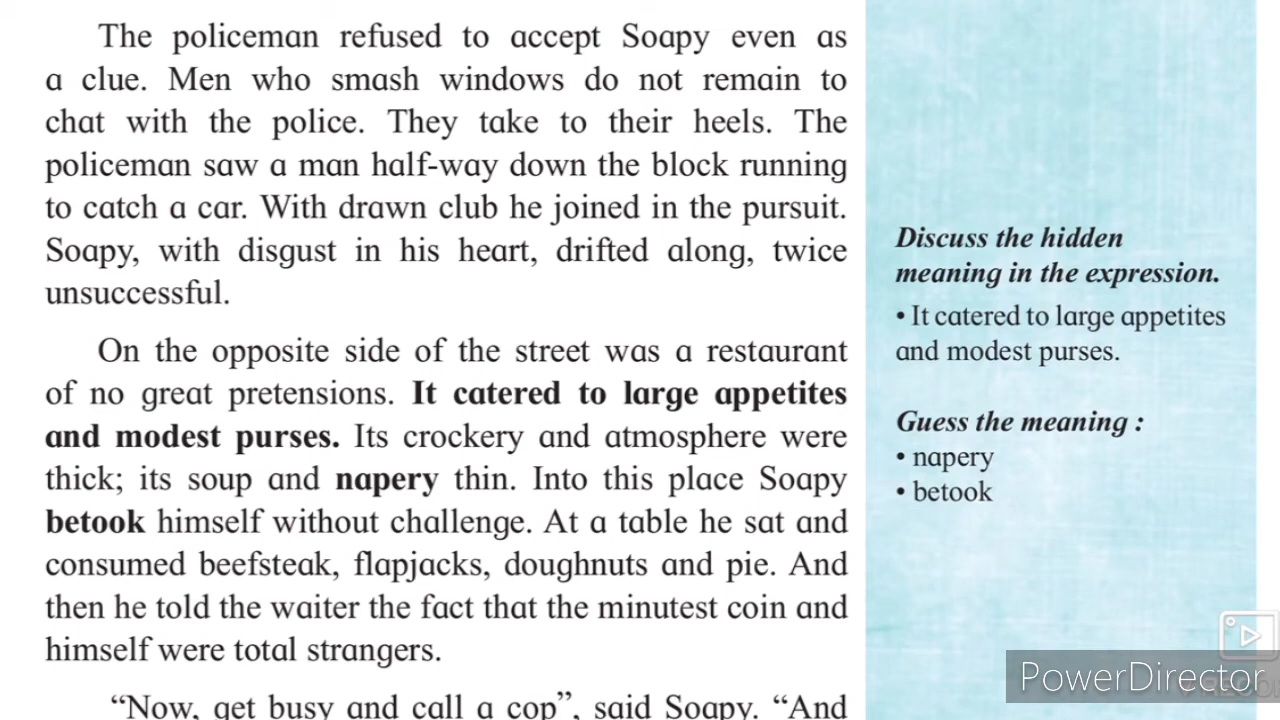 The policeman refused to accept Soapy even as
a clue. Men who smash windows do not remain to
chat with the police. They take to their heels. The
policeman saw a man half-way down the block running
to catch a car. With drawn club he joined in the pursuit.
Soapy, with disgust in his heart, drifted along, twice
unsuccessful.
On the opposite side of the street was a restaurant
of no great pretensions. It catered to large appetites
and modest purses. Its crockery and atmosphere were
thick; its soup and napery thin. Into this place Soapy
betook himself without challenge. At a table he sat and
consumed beefsteak, flapjacks, doughnuts and pie. And
then he told the waiter the fact that the minutest coin and
himself were total strangers.
“Now, get busy and call a cop”, said Soapy. “And
Discuss the hidden
meaning in the expression.
• It catered to large appetites
and modest purses.
Guess the meaning :
• napery
• betook
PowerDirector